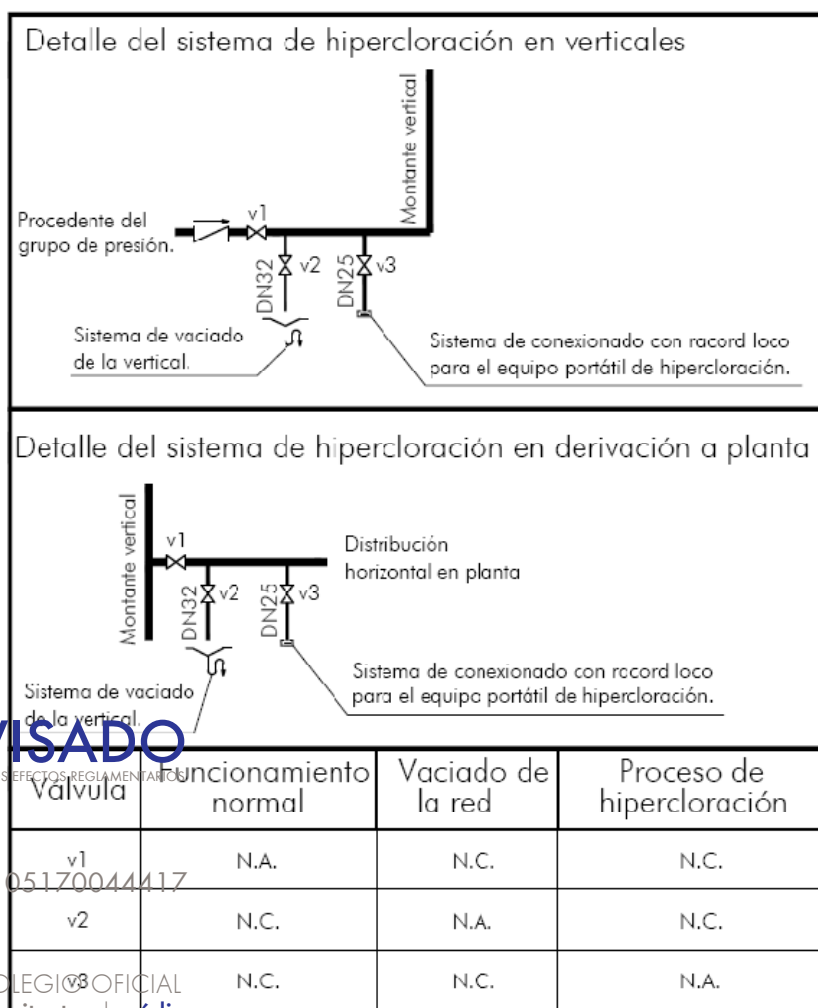 Detalle del sistema de hipercloración en verticales
Montante vertical
Procedente del
grupo de presión.
v1
DN32
v2
DN25
v3
Sistema de vaciado
de la vertical.
Sistema de conexionado con racord loco
para el equipo portátil de hipercloración.
Detalle del sistema de hipercloración en derivación a planta
Montante vertical
v1
Distribución
horizontal en planta
DN32
v2
DN25
v3
Sistema de vaciado
de la vertical.
Sistema de conexionado con rocord loco
para el equipo portátil de hipercloración.
VISADO
EFECTOS REGLAMENTARIOS
Válvula
Funcionamiento
normal
Vaciado de
la red
Proceso de
hipercloración
v1
N.A.
N.C.
N.C.
05170044417
v2
N.C.
N.A.
N.C.
v3
N.C.
N.C.
N.A.
OFICIAL